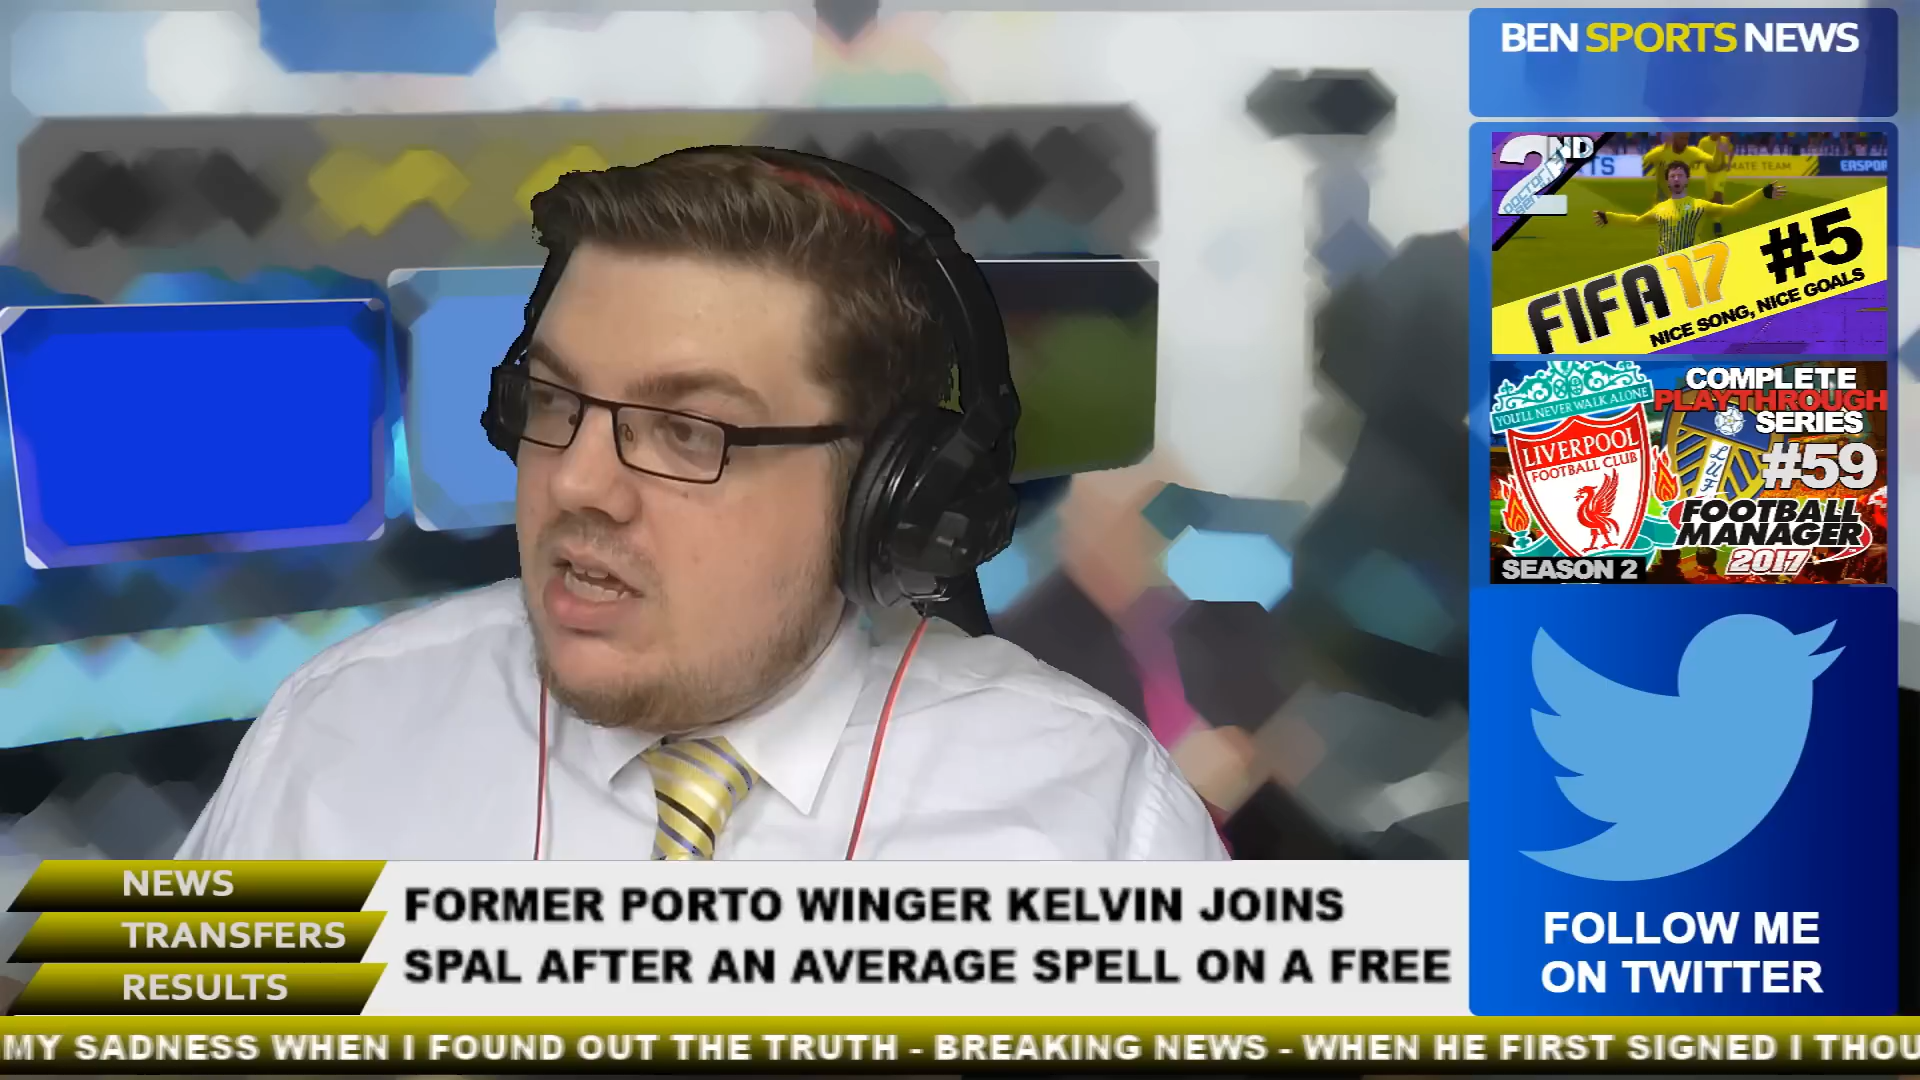 BEN SPORTS NEWS
2ND
DOCTOR
#5
FIFA 17
NICE SONG, NICE GOALS
COMPLETE
PLAYTHROUGH
SERIES
#59
YOU'LL NEVER WALK ALONE
LIVERPOOL
FOOTBALL CLUB
FOOTBALL
MANAGER
2017
SEASON 2
FOLLOW ME
ON TWITTER
NEWS
TRANSFERS
RESULTS
FORMER PORTO WINGER KELVIN JOINS
SPAL AFTER AN AVERAGE SPELL ON A FREE
MY SADNESS WHEN I FOUND OUT THE TRUTH - BREAKING NEWS - WHEN HE FIRST SIGNED I THOU